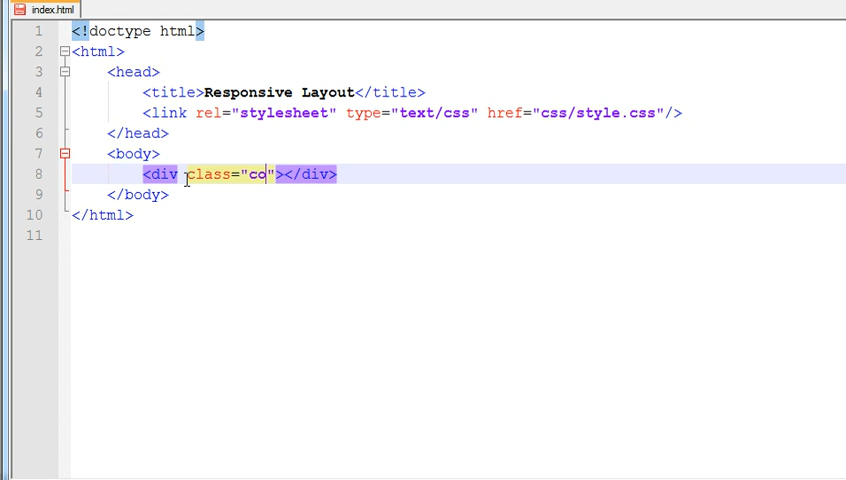 index.html
1 <!doctype html>
2 <html>
3 <head>
4 <title>Responsive Layout</title>
5 <link rel="stylesheet" type="text/css" href="css/style.css"/>
6 </head>
7 <body>
8 <div class="co"></div>
9 </body>
10 </html>
11